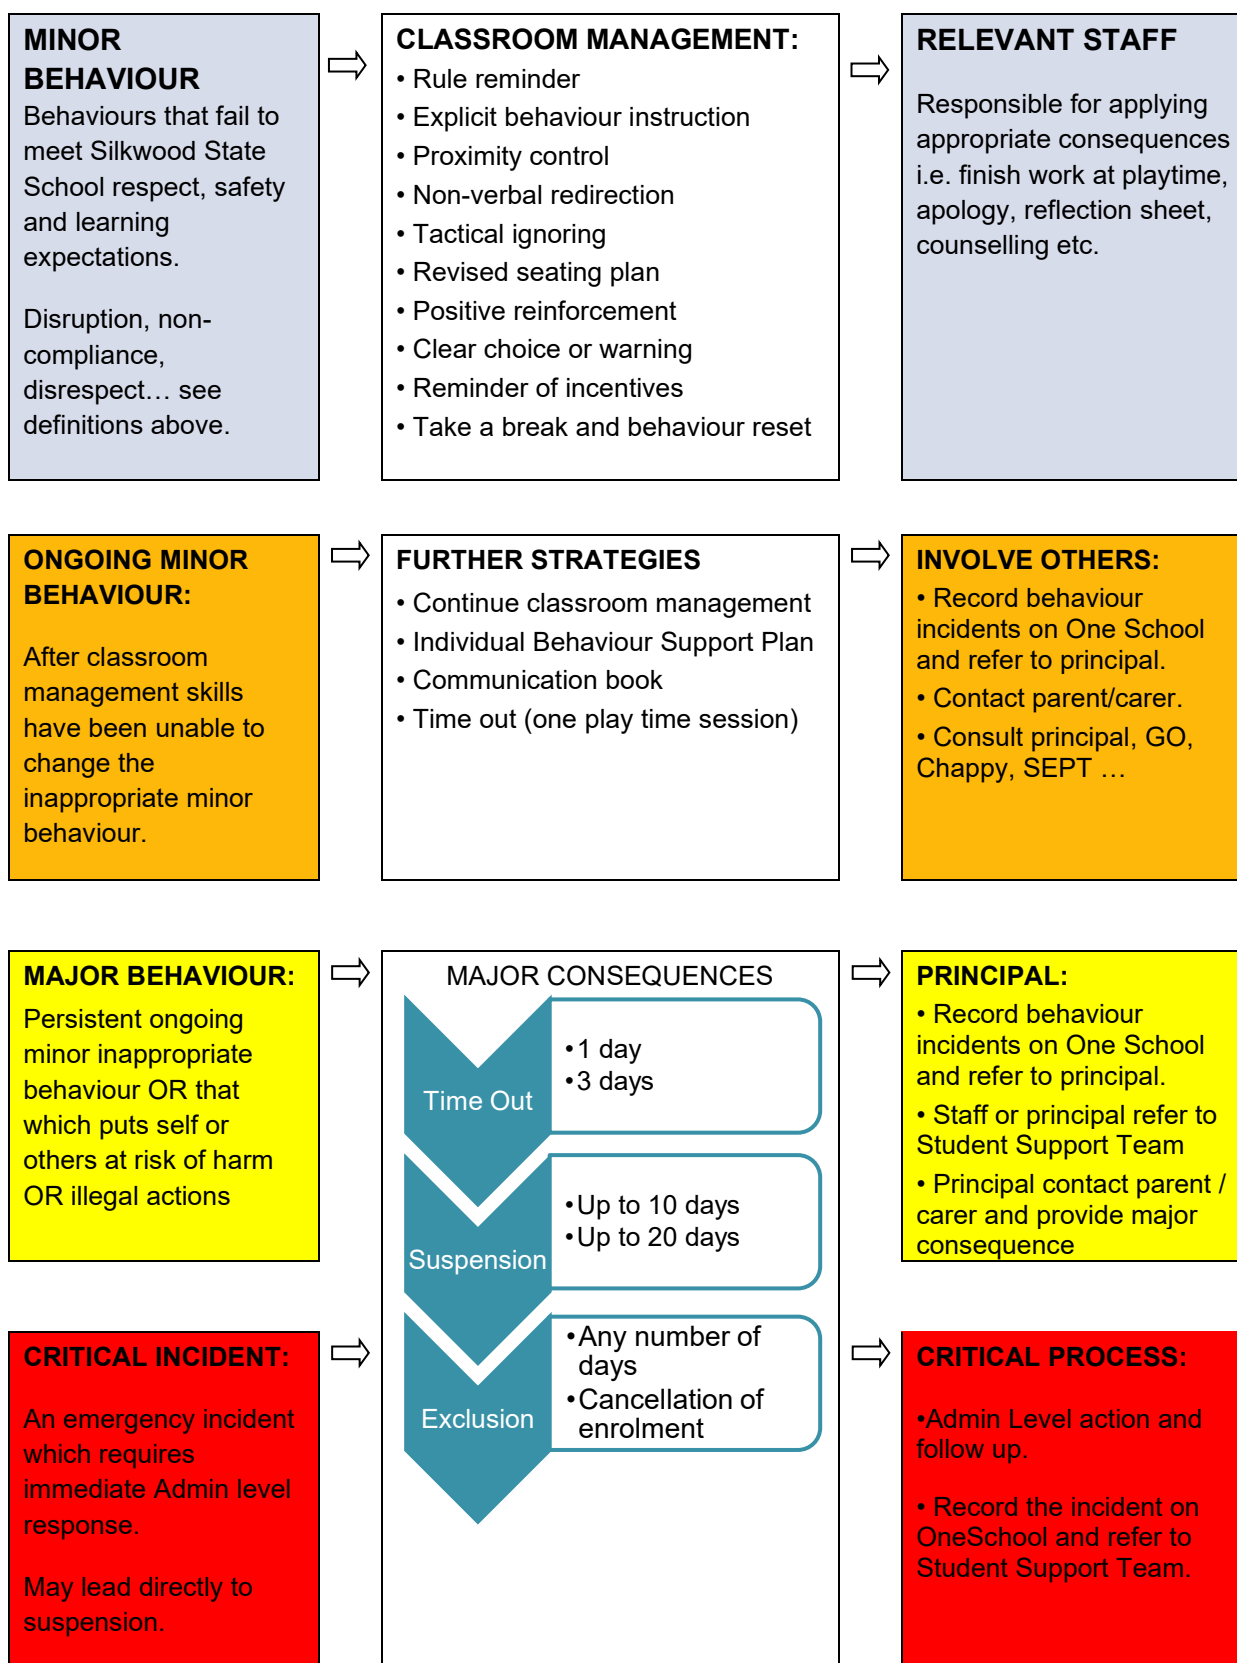 MINOR
BEHAVIOUR
Behaviours that fail to
meet Silkwood State
School respect, safety
and learning
expectations.
Disruption, non-
compliance,
disrespect… see
definitions above.
CLASSROOM MANAGEMENT:
• Rule reminder
• Explicit behaviour instruction
• Proximity control
• Non-verbal redirection
• Tactical ignoring
• Revised seating plan
• Positive reinforcement
• Clear choice or warning
• Reminder of incentives
• Take a break and behaviour reset
RELEVANT STAFF
Responsible for applying
appropriate consequences
i.e. finish work at playtime,
apology, reflection sheet,
counselling etc.
ONGOING MINOR
BEHAVIOUR:
After classroom
management skills
have been unable to
change the
inappropriate minor
behaviour.
FURTHER STRATEGIES
• Continue classroom management
• Individual Behaviour Support Plan
• Communication book
• Time out (one play time session)
INVOLVE OTHERS:
• Record behaviour
incidents on One School
and refer to principal.
• Contact parent/carer.
• Consult principal, GO,
Chappy, SEPT …
MAJOR BEHAVIOUR:
Persistent ongoing
minor inappropriate
behaviour OR that
which puts self or
others at risk of harm
OR illegal actions
MAJOR CONSEQUENCES
Time Out
•1 day
•3 days
Suspension
•Up to 10 days
•Up to 20 days
Exclusion
•Any number of
days
•Cancellation of
enrolment
PRINCIPAL:
• Record behaviour
incidents on One School
and refer to principal.
• Staff or principal refer to
Student Support Team
• Principal contact parent /
carer and provide major
consequence
CRITICAL INCIDENT:
An emergency incident
which requires
immediate Admin level
response.
May lead directly to
suspension.
CRITICAL PROCESS:
•Admin Level action and
follow up.
• Record the incident on
OneSchool and refer to
Student Support Team.